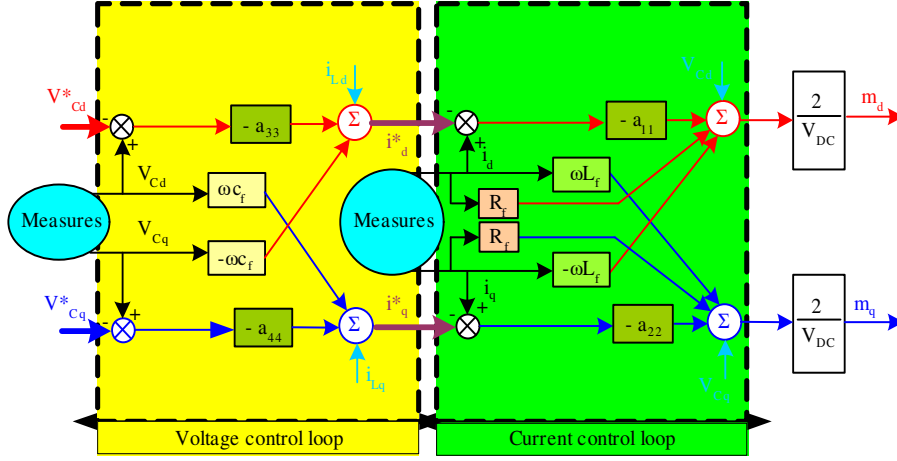 V*Cd
-
+
- a33
iLd
Σ
i*d
VCd
ωcf
Measures
VCq
-ωcf
V*Cq
-
+
- a44
Σ
i*q
iLq
Voltage control loop
-
+
- a11
VCd
Σ
id
ωLf
Rf
Measures
Rf
-ωLf
iq
-
+
- a22
Σ
VCq
Current control loop
2
VDC
md
2
VDC
mq